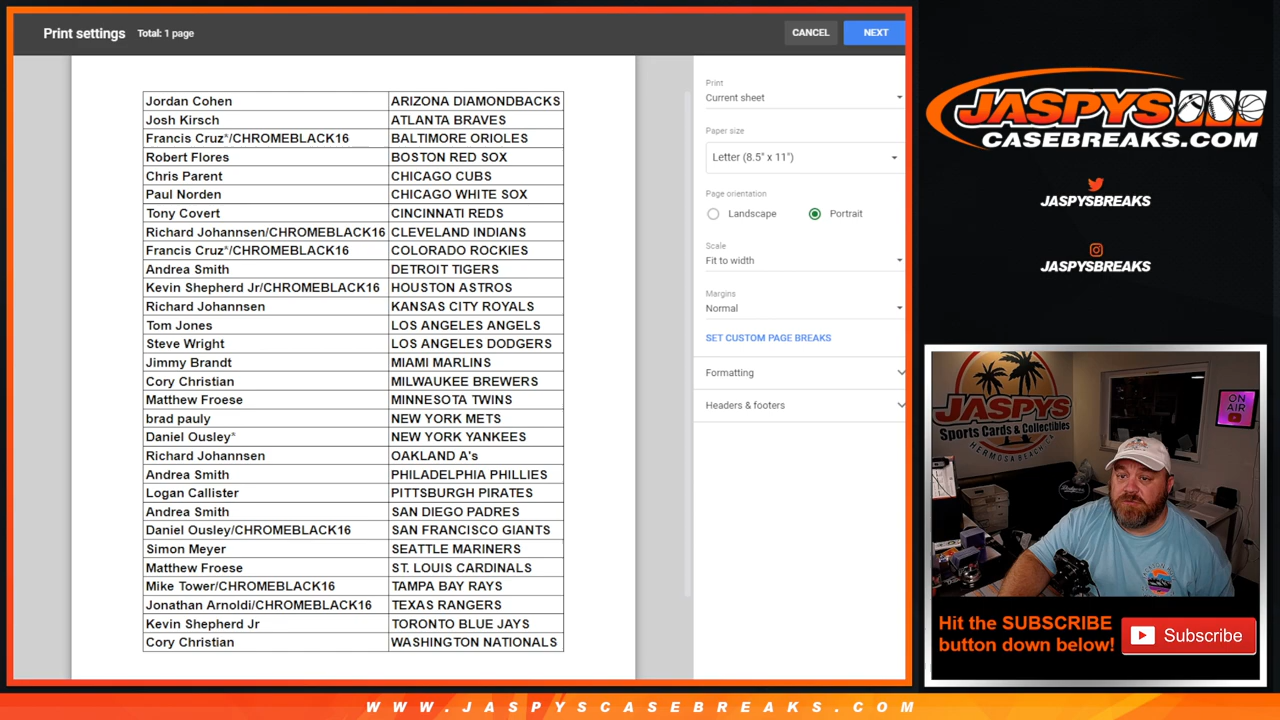 Print settings Total: 1 page CANCEL NEXT
Jordan Cohen ARIZONA DIAMONDBACKS
Josh Kirsch ATLANTA BRAVES
Francis Cruz*/CHROMEBLACK16 BALTIMORE ORIOLES
Robert Flores BOSTON RED SOX
Chris Parent CHICAGO CUBS
Paul Norden CHICAGO WHITE SOX
Tony Covert CINCINNATI REDS
Richard Johannsen/CHROMEBLACK16 CLEVELAND INDIANS
Francis Cruz*/CHROMEBLACK16 COLORADO ROCKIES
Andrea Smith DETROIT TIGERS
Kevin Shepherd Jr/CHROMEBLACK16 HOUSTON ASTROS
Richard Johannsen KANSAS CITY ROYALS
Tom Jones LOS ANGELES ANGELS
Steve Wright LOS ANGELES DODGERS
Jimmy Brandt MIAMI MARLINS
Cory Christian MILWAUKEE BREWERS
Matthew Froese MINNESOTA TWINS
brad pauly NEW YORK METS
Daniel Ousley* NEW YORK YANKEES
Richard Johannsen OAKLAND A's
Andrea Smith PHILADELPHIA PHILLIES
Logan Callister PITTSBURGH PIRATES
Andrea Smith SAN DIEGO PADRES
Daniel Ousley/CHROMEBLACK16 SAN FRANCISCO GIANTS
Simon Meyer SEATTLE MARINERS
Matthew Froese ST. LOUIS CARDINALS
Mike Tower/CHROMEBLACK16 TAMPA BAY RAYS
Jonathan Arnoldi/CHROMEBLACK16 TEXAS RANGERS
Kevin Shepherd Jr TORONTO BLUE JAYS
Cory Christian WASHINGTON NATIONALS
Print
Current sheet
Paper size
Letter (8.5" x 11")
Page orientation
Landscape Portrait
Scale
Fit to width
Margins
Normal
SET CUSTOM PAGE BREAKS
Formatting
Headers & footers
JASPYS
CASEBREAKS.COM
JASPYSBREAKS
JASPYSBREAKS
JASPYS
Sports Cards & Collectibles
HERMOSA BEACH, CA
ON
AIR
Dodgers
Hit the SUBSCRIBE
button down below!
Subscribe
WWW.JASPYSCASEBREAKS.COM